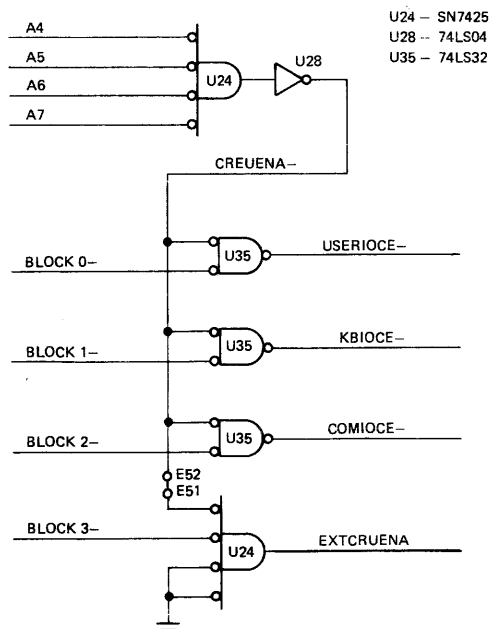 U24 – SN7425
U28 – 74LS04
U35 – 74LS32
A4
A5
A6
A7
U24
U28
CREUENA–
U35
USERIOCE–
BLOCK 0–
U35
KBIOCE–
BLOCK 1–
U35
COMIOCE–
BLOCK 2–
E52
E51
BLOCK 3–
U24
EXTCRUENA